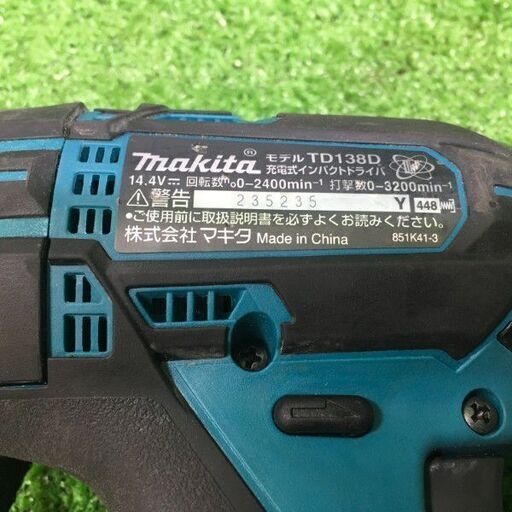 makita® モデル TD138D
充電式インパクトドライバ
14.4V⎓ 回転数n₀0-2400min⁻¹ 打撃数0-3200min⁻¹
⚠警告 235235 Y 448
●ご使用前に取扱説明書を必ずよくお読みください。
株式会社 マキタ Made in China 851K41-3